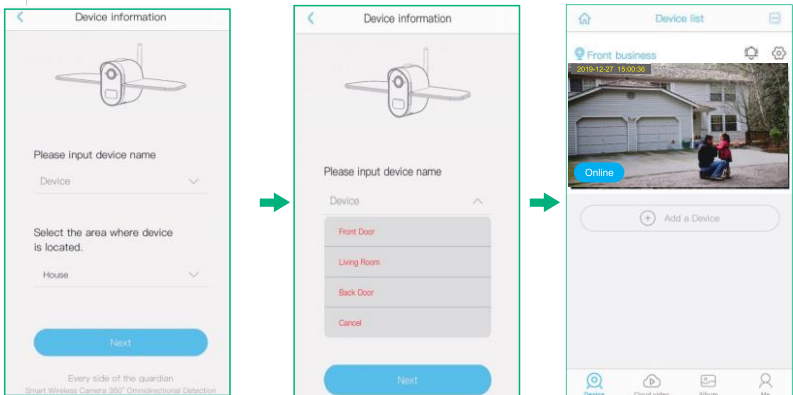 Device information
Please input device name
Device
Select the area where device
is located.
House
Next
Every side of the guardian
Smart Wireless Camera 360° Omnidirectional Detection
Device information
Please input device name
Device
Front Door
Living Room
Back Door
Cancel
Next
Device list
Front business
2019-12-27 15:00:36
Online
Add a Device
Device
Cloud video
Album
Me